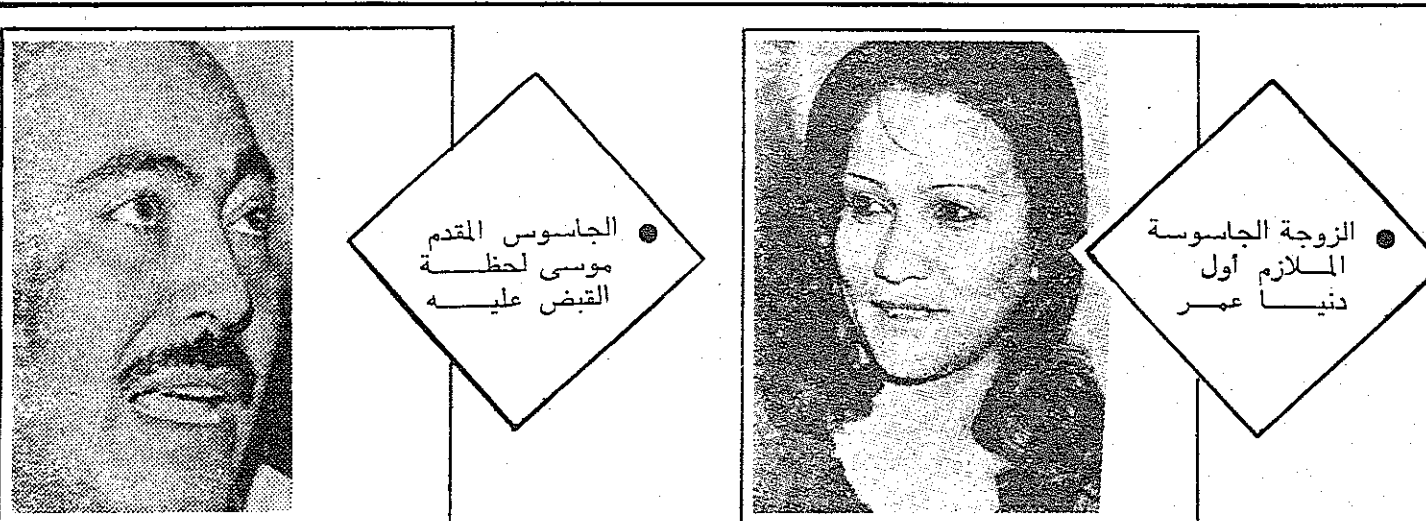 ● الزوجة الجاسوسة
الملازم أول
دنيا عمر
● الجاسوس المقدم
موسى لحظة
القبض عليه